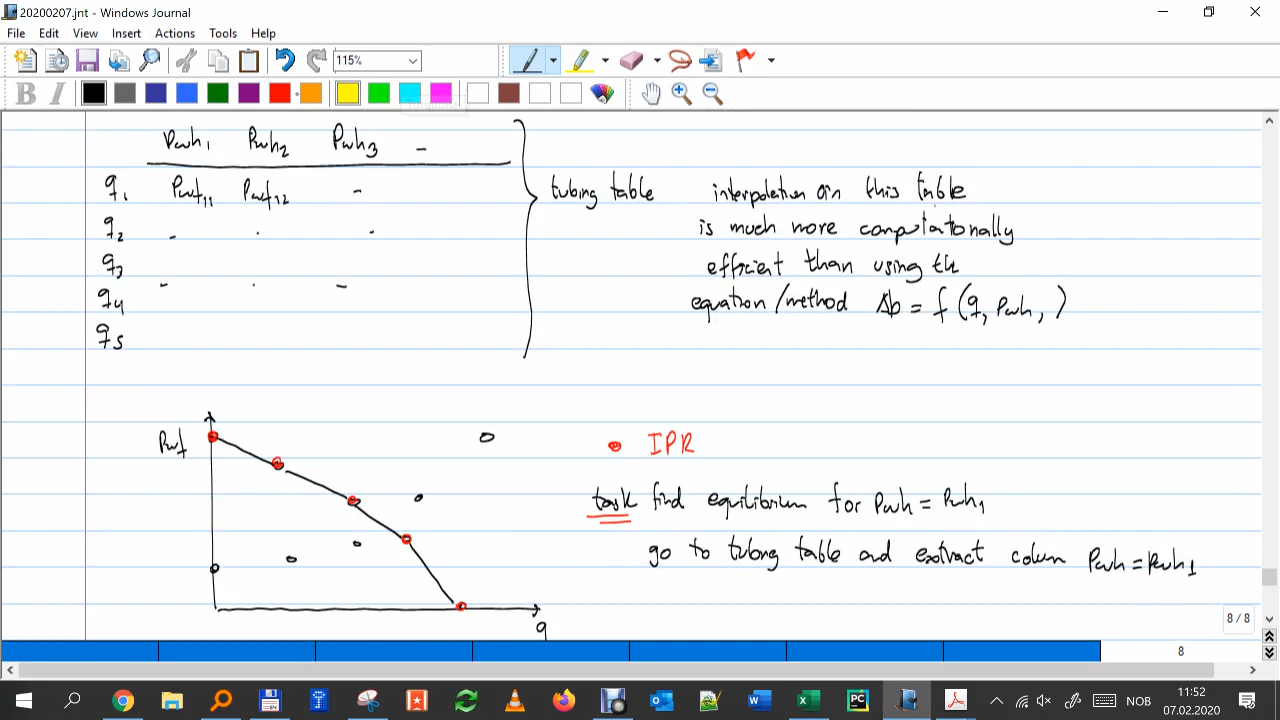 20200207.jnt - Windows Journal
File Edit View Insert Actions Tools Help
115%
B I
Pwh1 Pwh2 Pwh3 -
q1 Pwf11 Pwf12 -
q2
q3
q4
q5
tubing table
interpolation on this table
is much more computationally
efficient than using the
equation/method Δp = f(q, Pwh, )
Pwf
q
IPR
task find equilibrium for Pwh = Pwh1
go to tubing table and extract column Pwh = Pwh1
8 / 8
8
NOB
11:52
07.02.2020